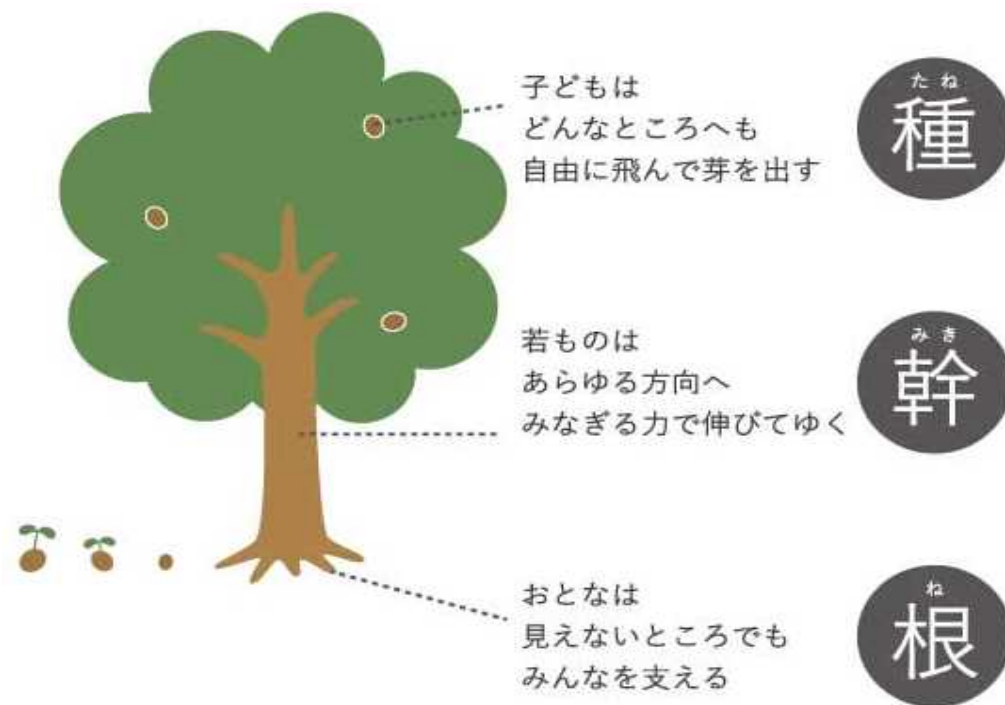 子どもは
どんなところへも
自由に飛んで芽を出す
たね
種
若ものは
あらゆる方向へ
みなぎる力で伸びてゆく
みき
幹
おとなは
見えないところでも
みんなを支える
ね
根